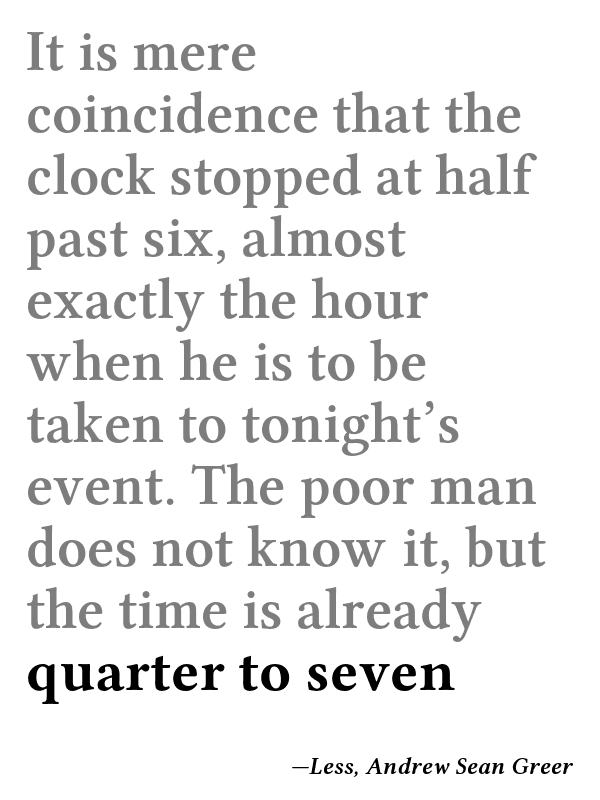 It is mere
coincidence that the
clock stopped at half
past six, almost
exactly the hour
when he is to be
taken to tonight’s
event. The poor man
does not know it, but
the time is already
quarter to seven
—Less, Andrew Sean Greer